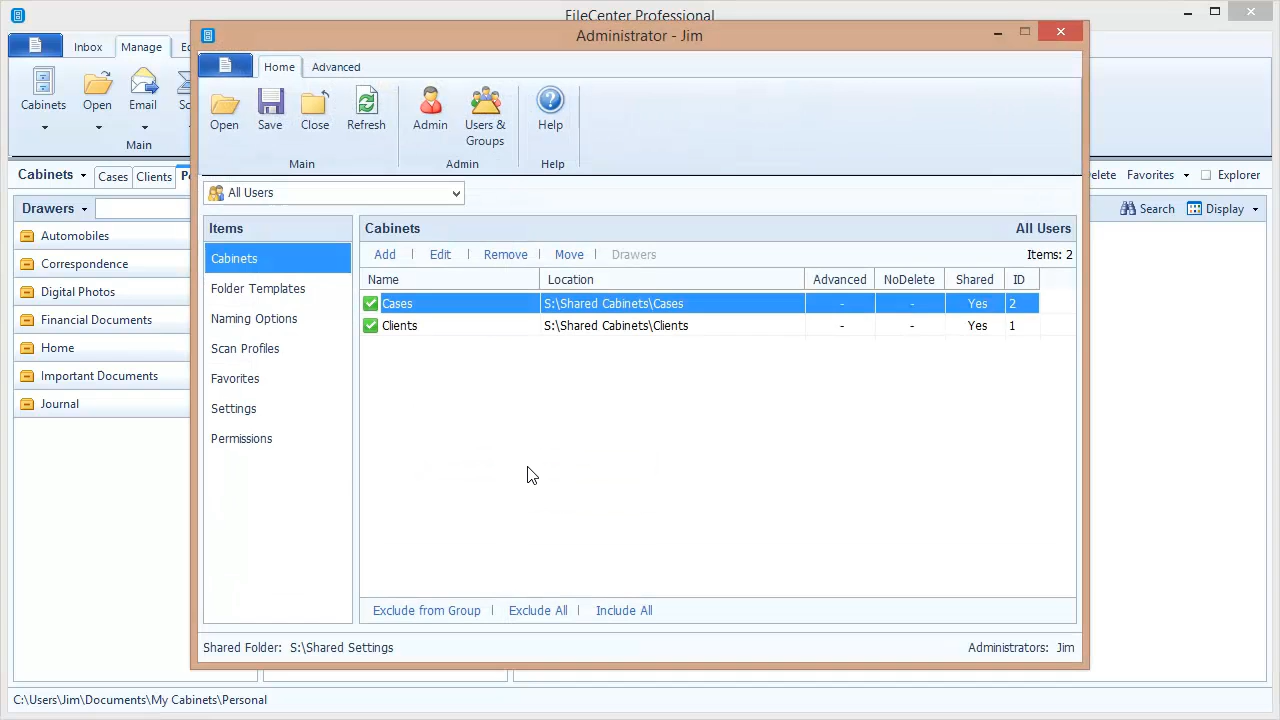 FileCenter Professional
Inbox Manage
Cabinets Open Email
Main
Cabinets Cases Clients
Drawers
Automobiles
Correspondence
Digital Photos
Financial Documents
Home
Important Documents
Journal
Favorites Explorer
Search Display
C:\Users\Jim\Documents\My Cabinets\Personal
Administrator - Jim
Home Advanced
Open Save Close Refresh Admin Users & Groups Help
Main Admin Help
All Users
Items
Cabinets
Folder Templates
Naming Options
Scan Profiles
Favorites
Settings
Permissions
Cabinets All Users
Add Edit Remove Move Drawers Items: 2
Name Location Advanced NoDelete Shared ID
Cases S:\Shared Cabinets\Cases - - Yes 2
Clients S:\Shared Cabinets\Clients - - Yes 1
Exclude from Group Exclude All Include All
Shared Folder: S:\Shared Settings Administrators: Jim